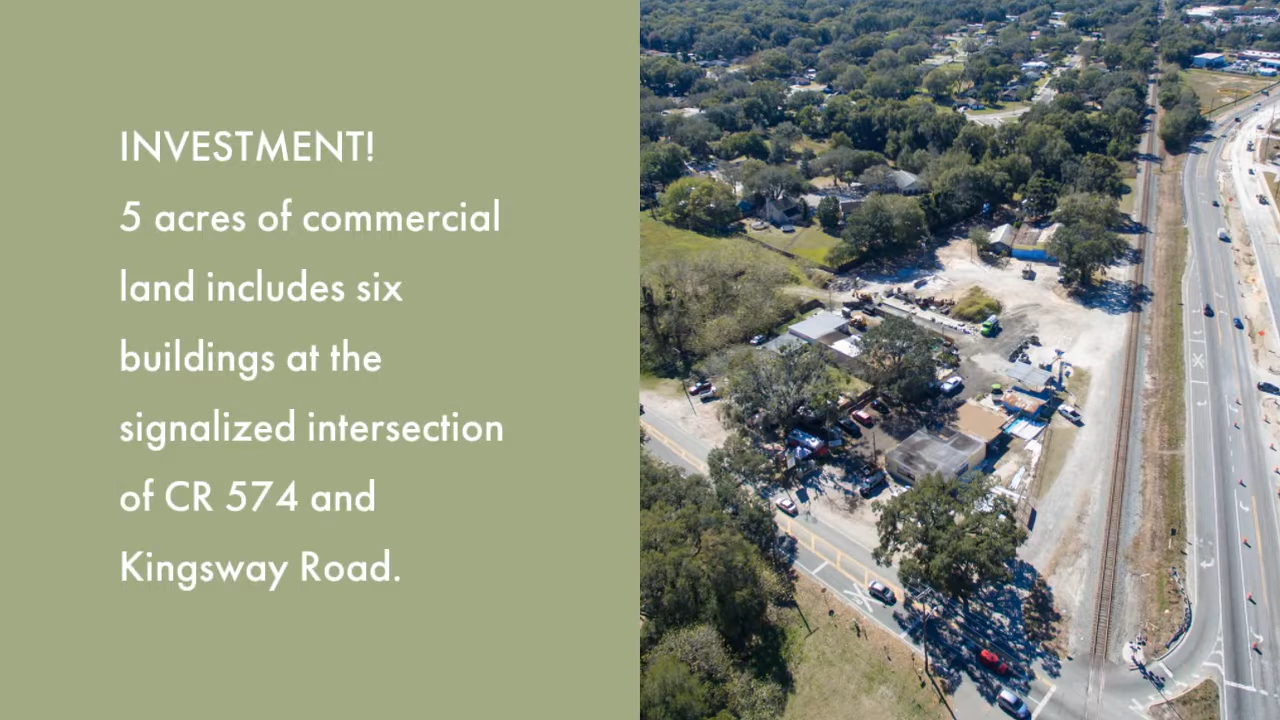 INVESTMENT!
5 acres of commercial
land includes six
buildings at the
signalized intersection
of CR 574 and
Kingsway Road.